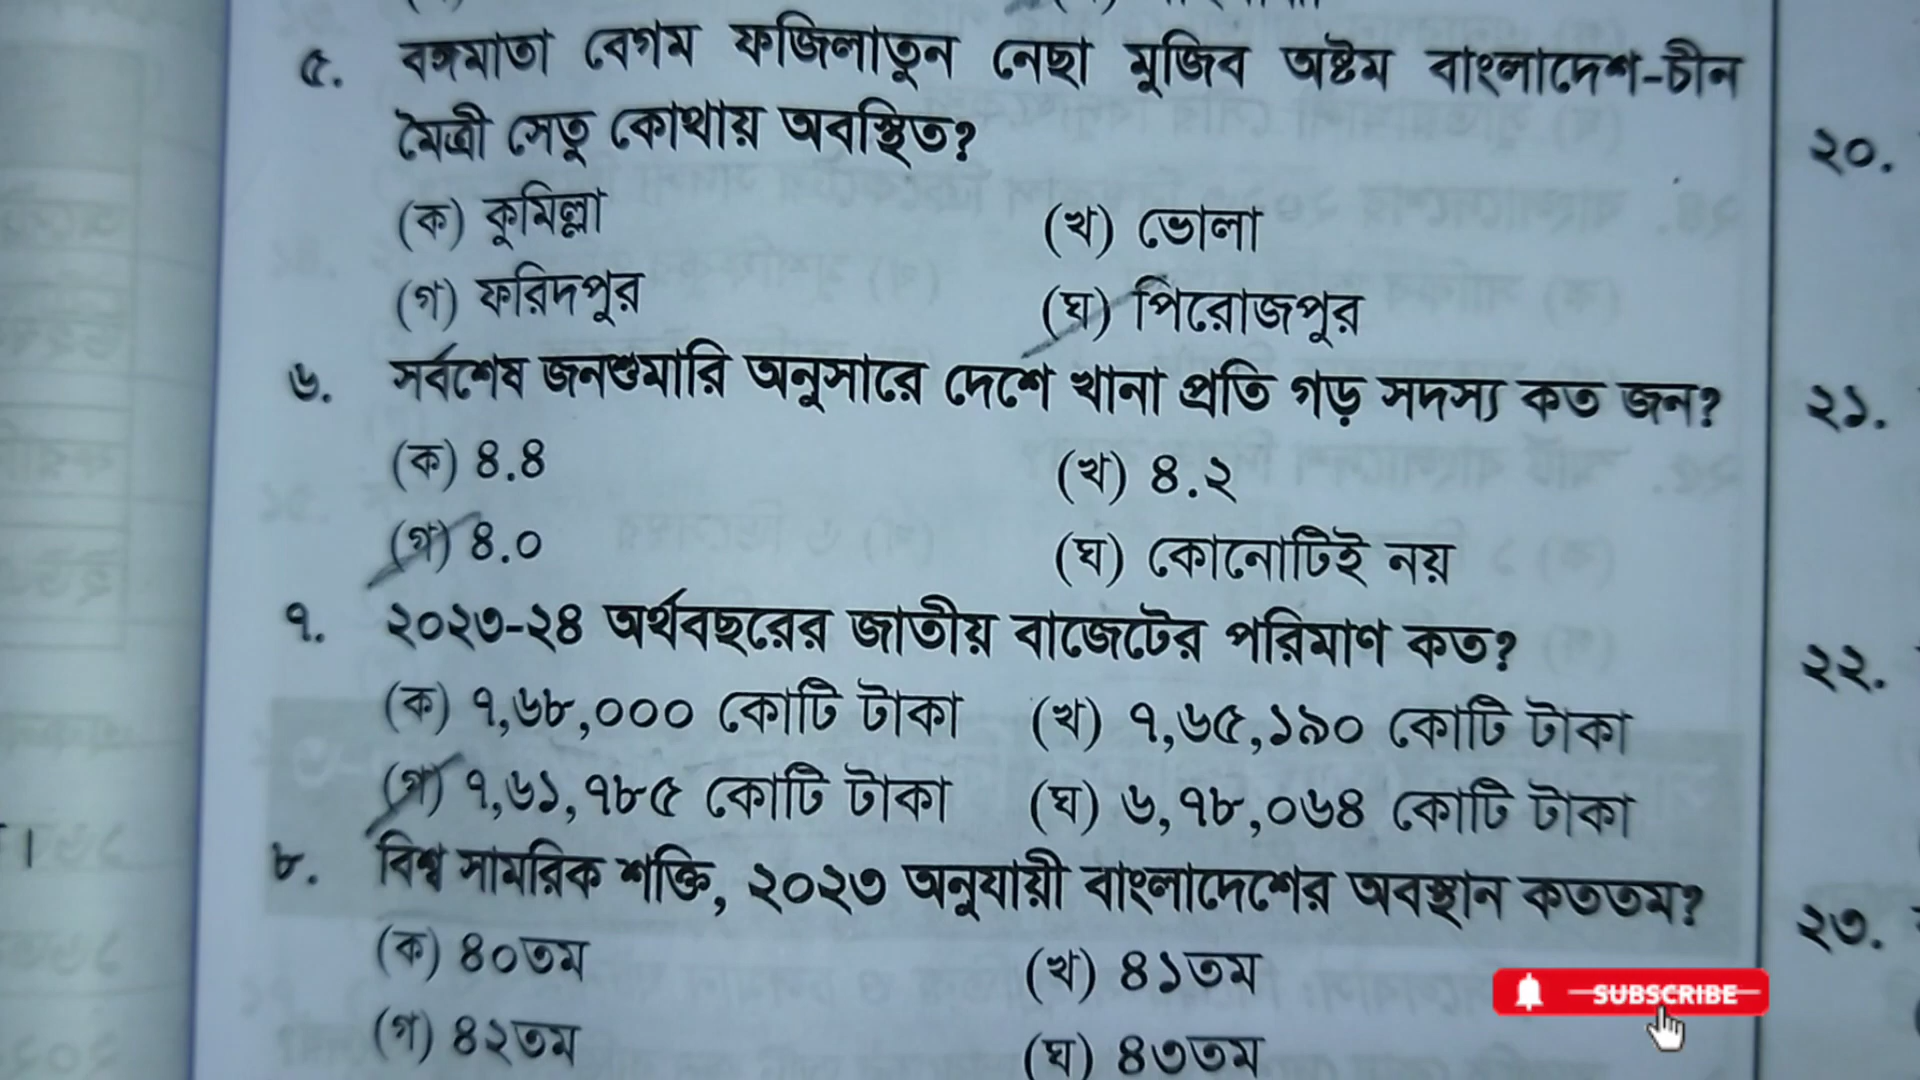 ৫. বঙ্গমাতা বেগম ফজিলাতুন নেছা মুজিব অষ্টম বাংলাদেশ-চীন
মৈত্রী সেতু কোথায় অবস্থিত?
(ক) কুমিল্লা (খ) ভোলা
(গ) ফরিদপুর (ঘ) পিরোজপুর
৬. সর্বশেষ জনশুমারি অনুসারে দেশে খানা প্রতি গড় সদস্য কত জন?
(ক) ৪.৪ (খ) ৪.২
(গ) ৪.০ (ঘ) কোনোটিই নয়
৭. ২০২৩-২৪ অর্থবছরের জাতীয় বাজেটের পরিমাণ কত?
(ক) ৭,৬৮,০০০ কোটি টাকা (খ) ৭,৬৫,১৯০ কোটি টাকা
(গ) ৭,৬১,৭৮৫ কোটি টাকা (ঘ) ৬,৭৮,০৬৪ কোটি টাকা
৮. বিশ্ব সামরিক শক্তি, ২০২৩ অনুযায়ী বাংলাদেশের অবস্থান কততম?
(ক) ৪০তম (খ) ৪১তম
(গ) ৪২তম (ঘ) ৪৩তম
২০.
২১.
২২.
২৩.
SUBSCRIBE